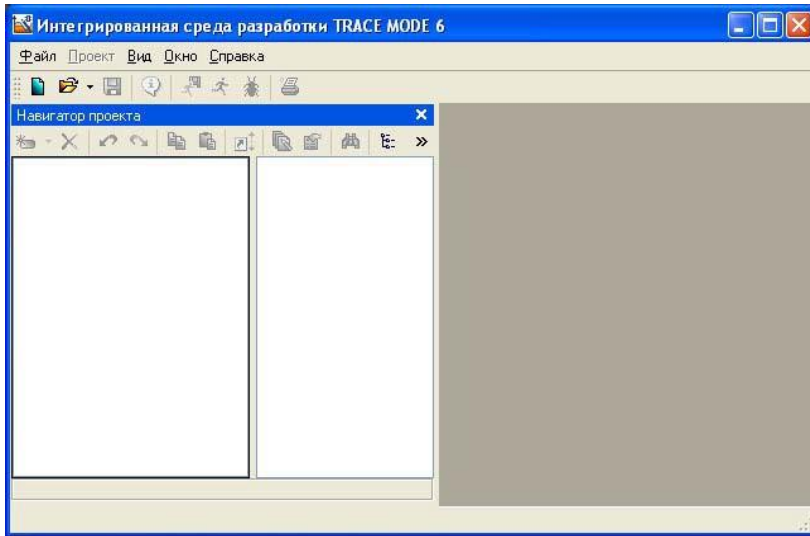 Интегрированная среда разработки TRACE MODE 6
Файл Проект Вид Окно Справка
Навигатор проекта